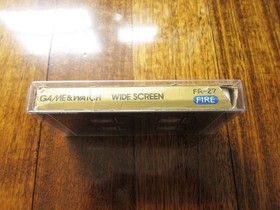 GAME&WATCH WIDE SCREEN FR-27
FIRE